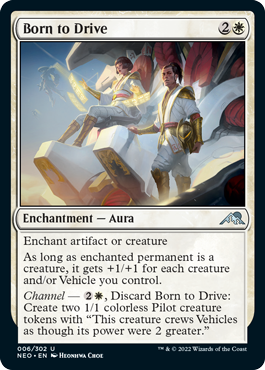 Born to Drive 2
Enchantment — Aura
Enchant artifact or creature
As long as enchanted permanent is a
creature, it gets +1/+1 for each creature
and/or Vehicle you control.
Channel — 2, Discard Born to Drive:
Create two 1/1 colorless Pilot creature
tokens with “This creature crews Vehicles
as though its power were 2 greater.”
006/302 U
NEO • EN HEONHWA CHOE
™ & © 2022 Wizards of the Coast